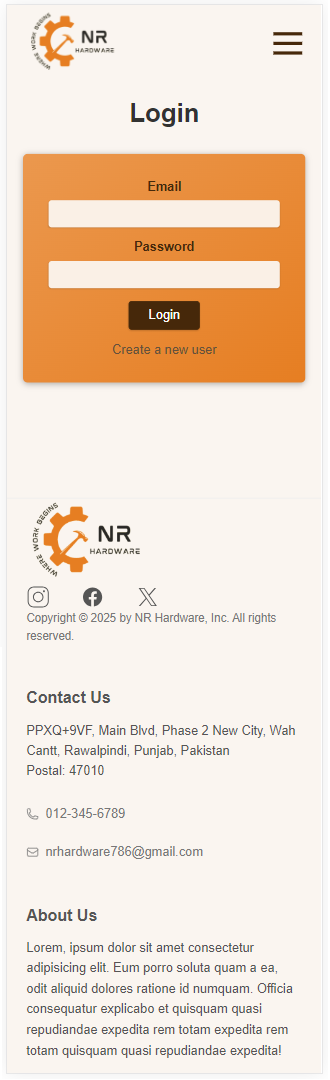 WHERE WORK BEGINS
NR
HARDWARE
Login
Email
Password
Login
Create a new user
WHERE WORK BEGINS
NR
HARDWARE
Copyright © 2025 by NR Hardware, Inc. All rights
reserved.
Contact Us
PPXQ+9VF, Main Blvd, Phase 2 New City, Wah
Cantt, Rawalpindi, Punjab, Pakistan
Postal: 47010
012-345-6789
nrhardware786@gmail.com
About Us
Lorem, ipsum dolor sit amet consectetur
adipisicing elit. Eum porro soluta quam a ea,
odit aliquid dolores ratione id numquam. Officia
consequatur explicabo et quisquam quasi
repudiandae expedita rem totam expedita rem
totam quisquam quasi repudiandae expedita!